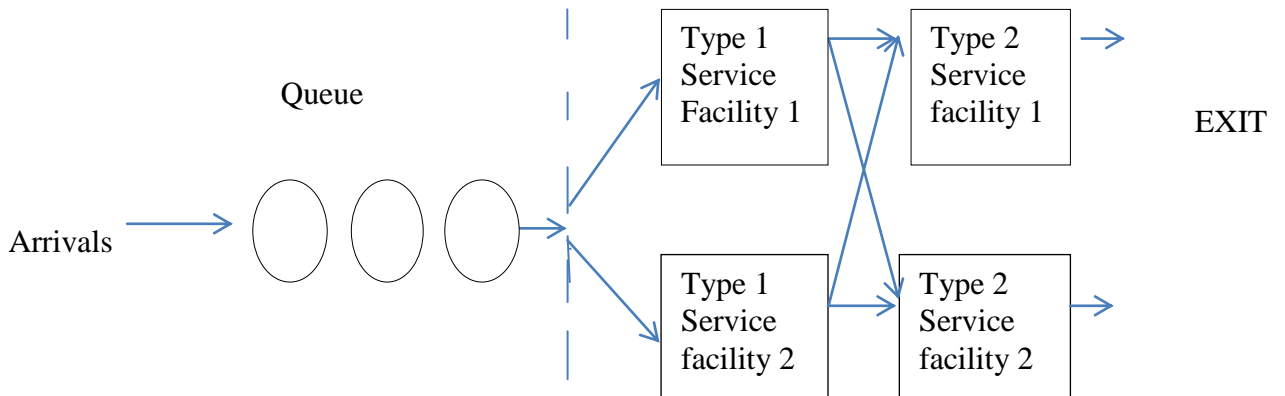 Queue
Arrivals
Type 1
Service
Facility 1
Type 2
Service
facility 1
EXIT
Type 1
Service
facility 2
Type 2
Service
facility 2